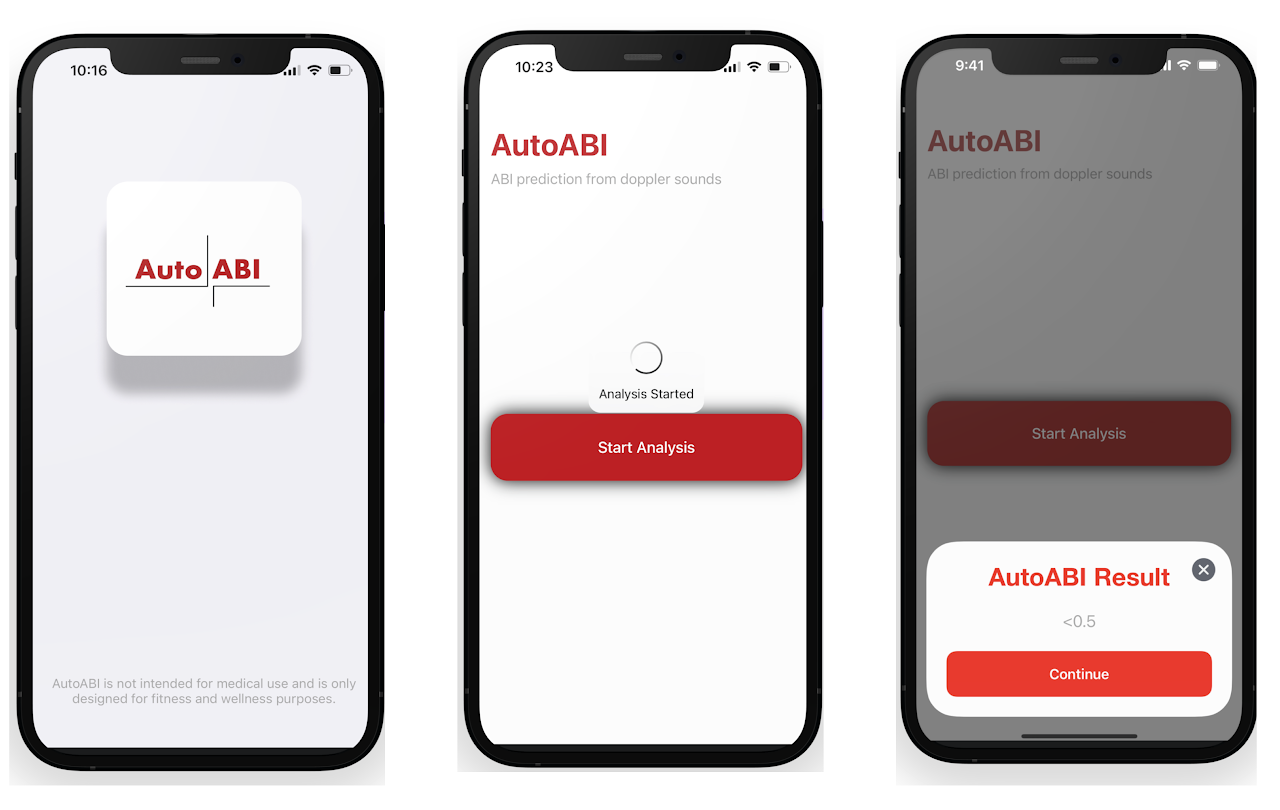 10:16
Auto ABI
AutoABI is not intended for medical use and is only
designed for fitness and wellness purposes.
10:23
AutoABI
ABI prediction from doppler sounds
Analysis Started
Start Analysis
9:41
AutoABI
ABI prediction from doppler sounds
Start Analysis
AutoABI Result
<0.5
Continue